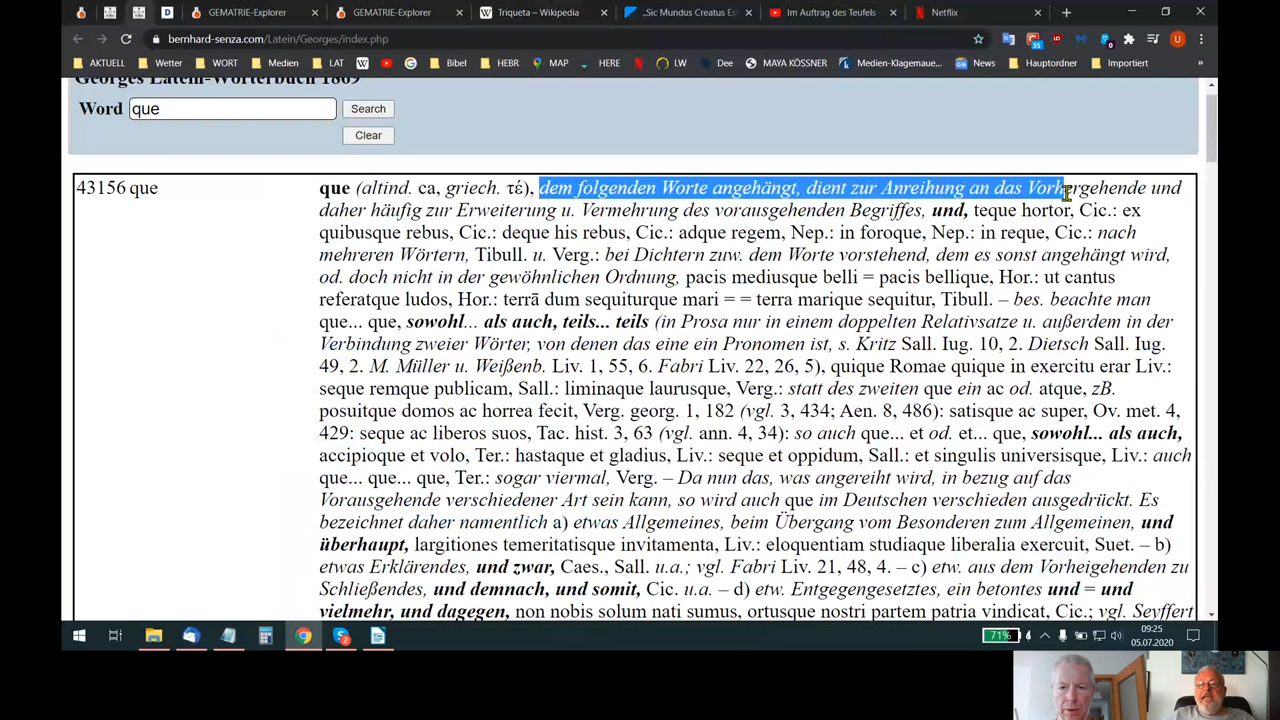 GEMATRIE-Explorer
GEMATRIE-Explorer
Triqueta – Wikipedia
„Sic Mundus Creatus Es
Im Auftrag des Teufels
Netflix
bernhard-senza.com/Latein/Georges/index.php
AKTUELL Wetter WORT Medien LAT Bibel HEBR MAP HERE LW Dee MAYA KÖSSNER Medien-Klagemaue... News Hauptordner Importiert
Georges Latein-Wörterbuch 1869
Word que Search
Clear
43156 que
que (altind. ca, griech. τέ), dem folgenden Worte angehängt, dient zur Anreihung an das Vorhergehende und
daher häufig zur Erweiterung u. Vermehrung des vorausgehenden Begriffes, und, teque hortor, Cic.: ex
quibusque rebus, Cic.: deque his rebus, Cic.: adque regem, Nep.: in foroque, Nep.: in reque, Cic.: nach
mehreren Wörtern, Tibull. u. Verg.: bei Dichtern zuw. dem Worte vorstehend, dem es sonst angehängt wird,
od. doch nicht in der gewöhnlichen Ordnung, pacis mediusque belli = pacis bellique, Hor.: ut cantus
referatque ludos, Hor.: terrā dum sequiturque mari = = terra marique sequitur, Tibull. – bes. beachte man
que... que, sowohl... als auch, teils... teils (in Prosa nur in einem doppelten Relativsatze u. außerdem in der
Verbindung zweier Wörter, von denen das eine ein Pronomen ist, s. Kritz Sall. Iug. 10, 2. Dietsch Sall. Iug.
49, 2. M. Müller u. Weißenb. Liv. 1, 55, 6. Fabri Liv. 22, 26, 5), quique Romae quique in exercitu erar Liv.:
seque remque publicam, Sall.: liminaque laurusque, Verg.: statt des zweiten que ein ac od. atque, zB.
posuitque domos ac horrea fecit, Verg. georg. 1, 182 (vgl. 3, 434; Aen. 8, 486): satisque ac super, Ov. met. 4,
429: seque ac liberos suos, Tac. hist. 3, 63 (vgl. ann. 4, 34): so auch que... et od. et... que, sowohl... als auch,
accipioque et volo, Ter.: hastaque et gladius, Liv.: seque et oppidum, Sall.: et singulis universisque, Liv.: auch
que... que... que, Ter.: sogar viermal, Verg. – Da nun das, was angereiht wird, in bezug auf das
Vorausgehende verschiedener Art sein kann, so wird auch que im Deutschen verschieden ausgedrückt. Es
bezeichnet daher namentlich a) etwas Allgemeines, beim Übergang vom Besonderen zum Allgemeinen, und
überhaupt, largitiones temeritatisque invitamenta, Liv.: eloquentiam studiaque liberalia exercuit, Suet. – b)
etwas Erklärendes, und zwar, Caes., Sall. u.a.; vgl. Fabri Liv. 21, 48, 4. – c) etw. aus dem Vorheigehenden zu
Schließendes, und demnach, und somit, Cic. u.a. – d) etw. Entgegengesetztes, ein betontes und = und
vielmehr, und dagegen, non nobis solum nati sumus, ortusque nostri partem patria vindicat, Cic.; vgl. Seyffert
71%
09:25
05.07.2020